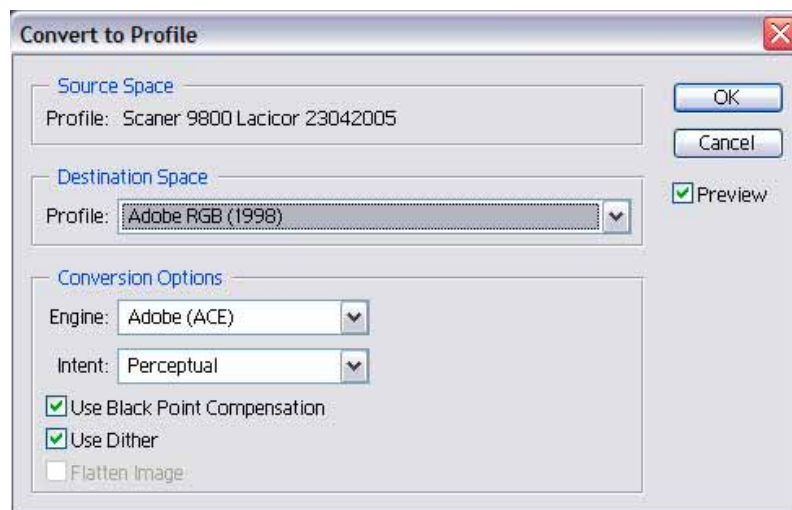 Convert to Profile
Source Space
Profile: Scaner 9800 Lacicor 23042005
OK
Cancel
Preview
Destination Space
Profile: Adobe RGB (1998)
Conversion Options
Engine: Adobe (ACE)
Intent: Perceptual
Use Black Point Compensation
Use Dither
Flatten Image